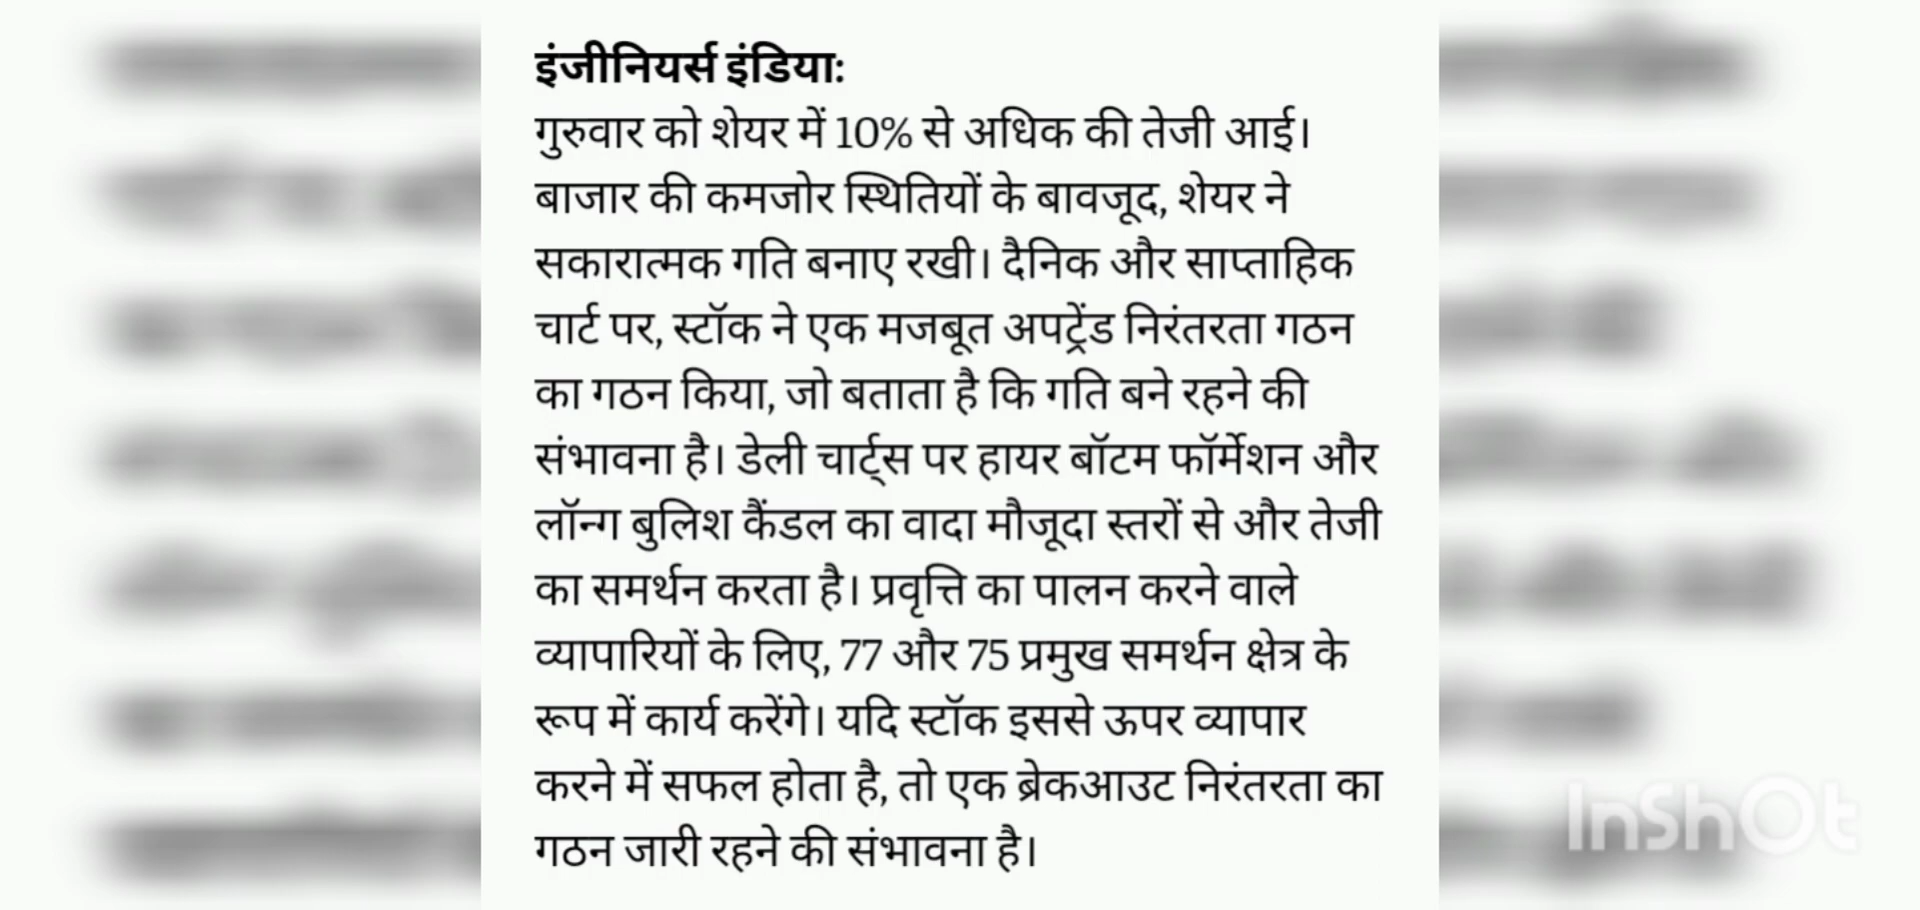 इंजीनियर्स इंडिया:
गुरुवार को शेयर में 10% से अधिक की तेजी आई।
बाजार की कमजोर स्थितियों के बावजूद, शेयर ने
सकारात्मक गति बनाए रखी। दैनिक और साप्ताहिक
चार्ट पर, स्टॉक ने एक मजबूत अपट्रेंड निरंतरता गठन
का गठन किया, जो बताता है कि गति बने रहने की
संभावना है। डेली चार्ट्स पर हायर बॉटम फॉर्मेशन और
लॉन्ग बुलिश कैंडल का वादा मौजूदा स्तरों से और तेजी
का समर्थन करता है। प्रवृत्ति का पालन करने वाले
व्यापारियों के लिए, 77 और 75 प्रमुख समर्थन क्षेत्र के
रूप में कार्य करेंगे। यदि स्टॉक इससे ऊपर व्यापार
करने में सफल होता है, तो एक ब्रेकआउट निरंतरता का
गठन जारी रहने की संभावना है।
InShOt